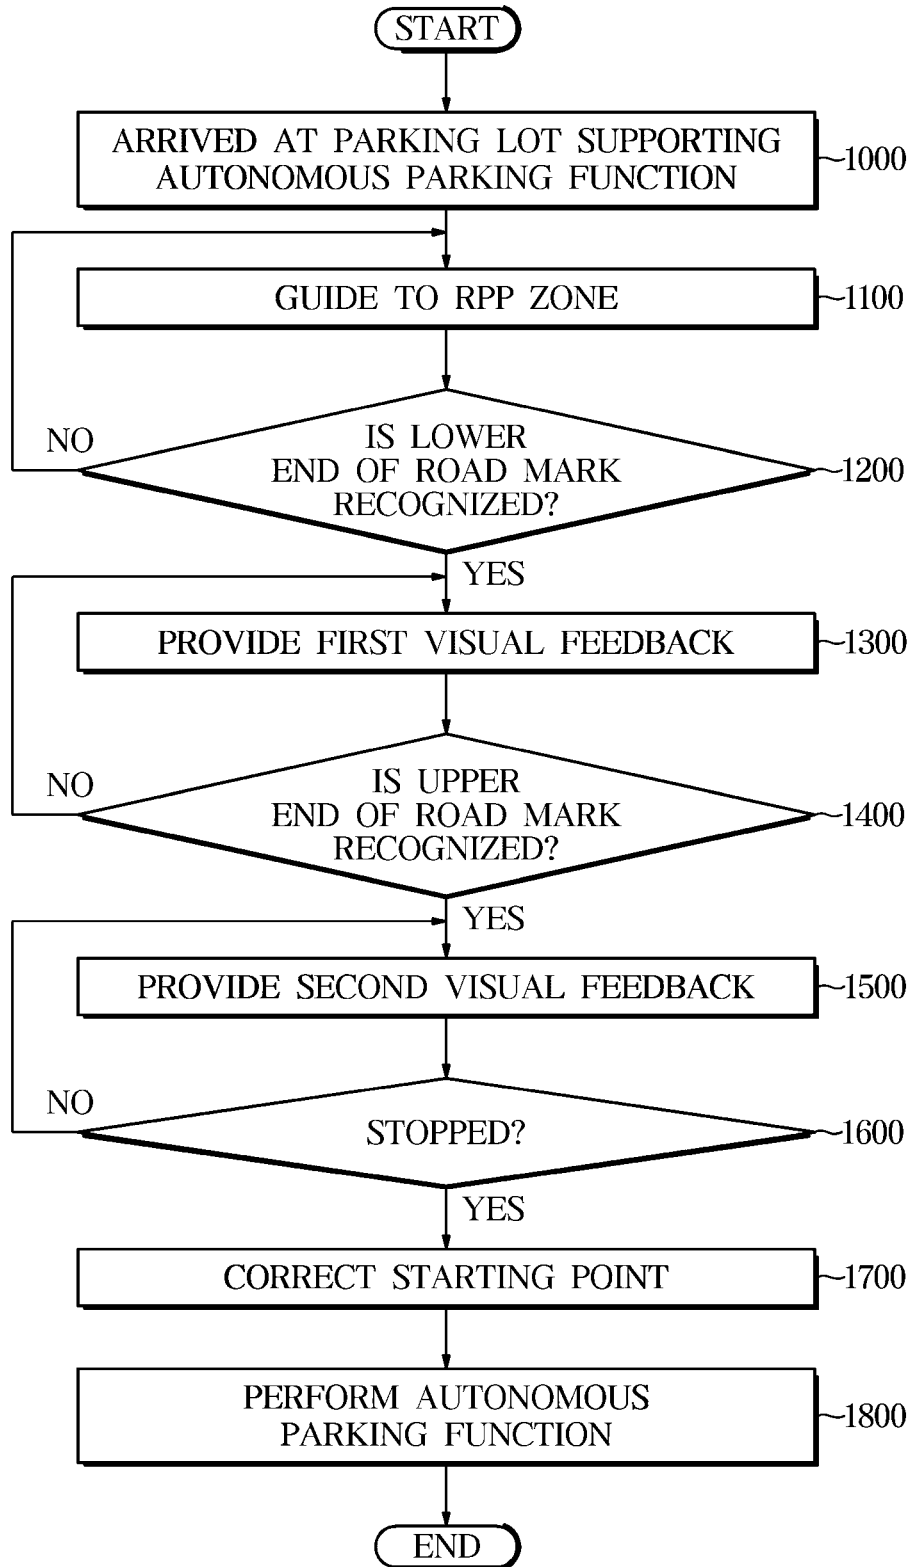 START
ARRIVED AT PARKING LOT SUPPORTING
AUTONOMOUS PARKING FUNCTION
1000
GUIDE TO RPP ZONE
1100
NO
IS LOWER
END OF ROAD MARK
RECOGNIZED?
1200
YES
PROVIDE FIRST VISUAL FEEDBACK
1300
NO
IS UPPER
END OF ROAD MARK
RECOGNIZED?
1400
YES
PROVIDE SECOND VISUAL FEEDBACK
1500
NO
STOPPED?
1600
YES
CORRECT STARTING POINT
1700
PERFORM AUTONOMOUS
PARKING FUNCTION
1800
END